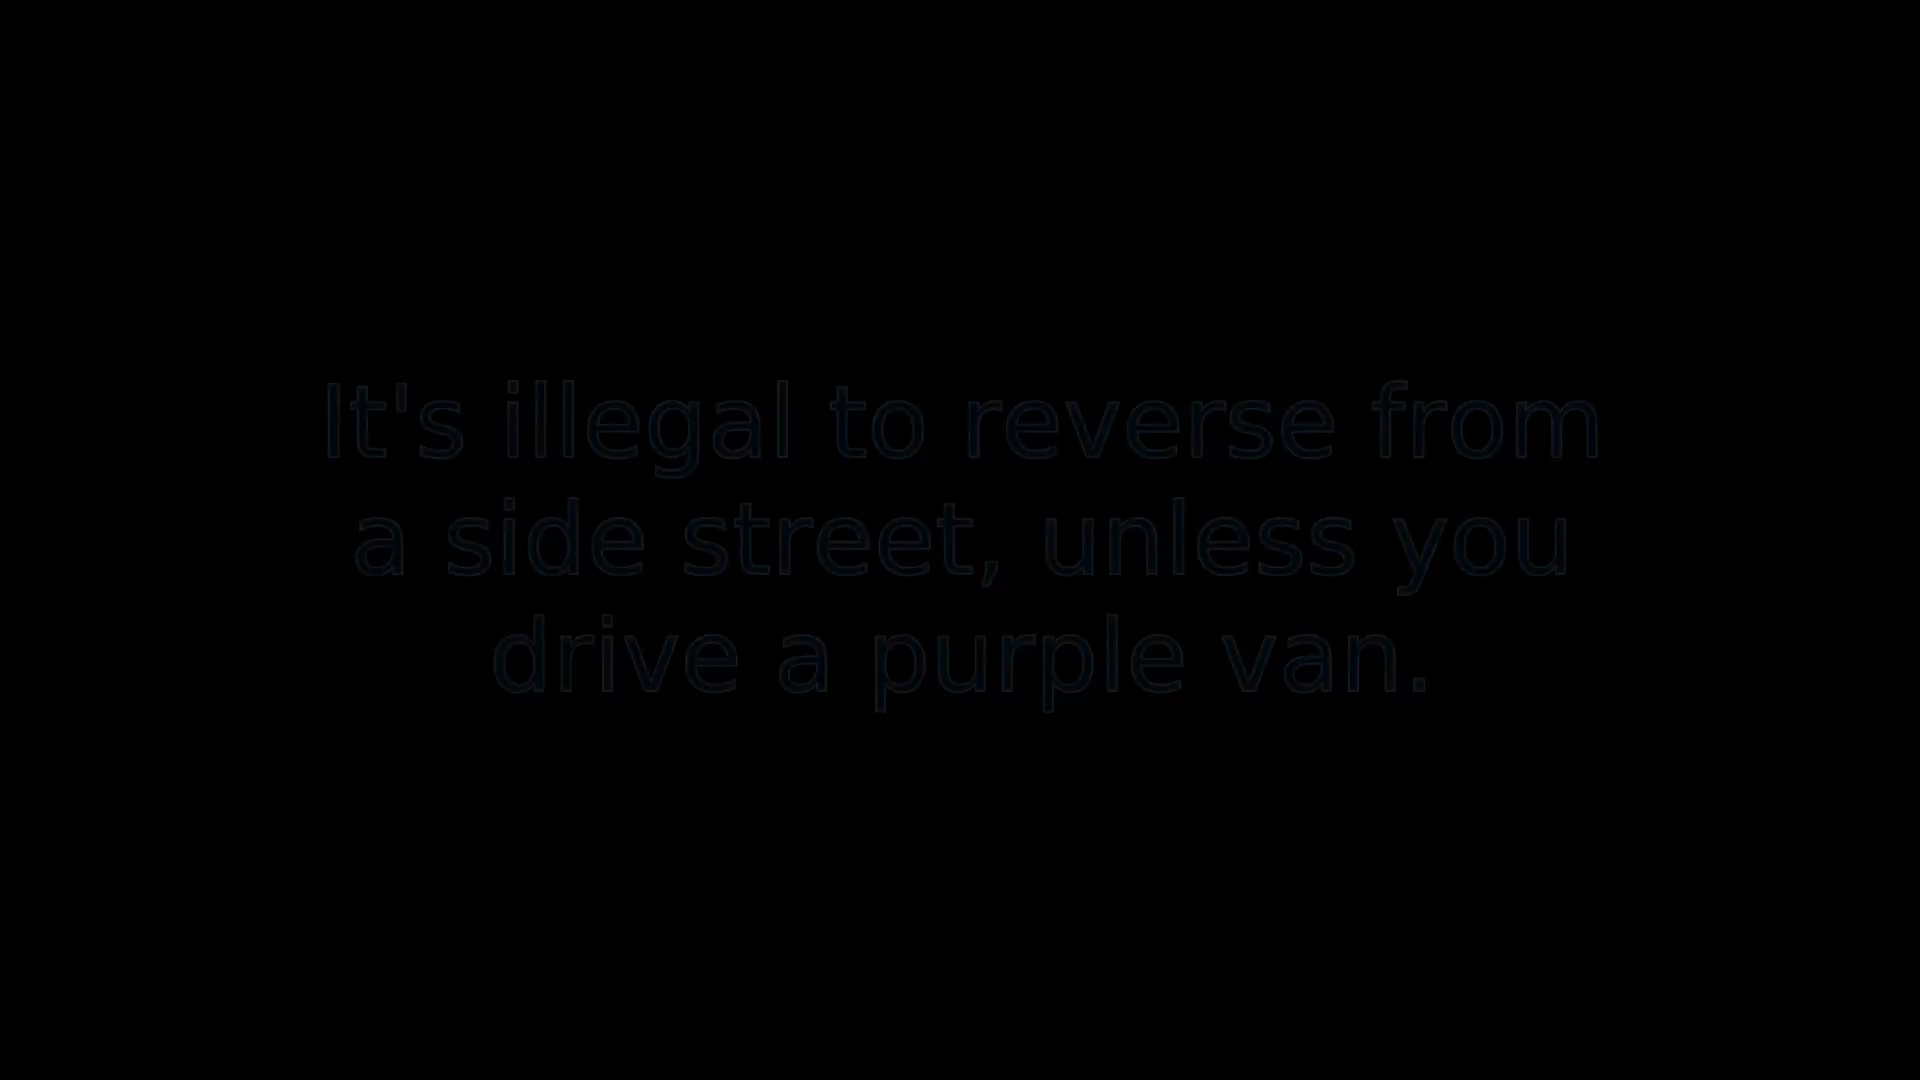 It's illegal to reverse from
a side street, unless you
drive a purple van.